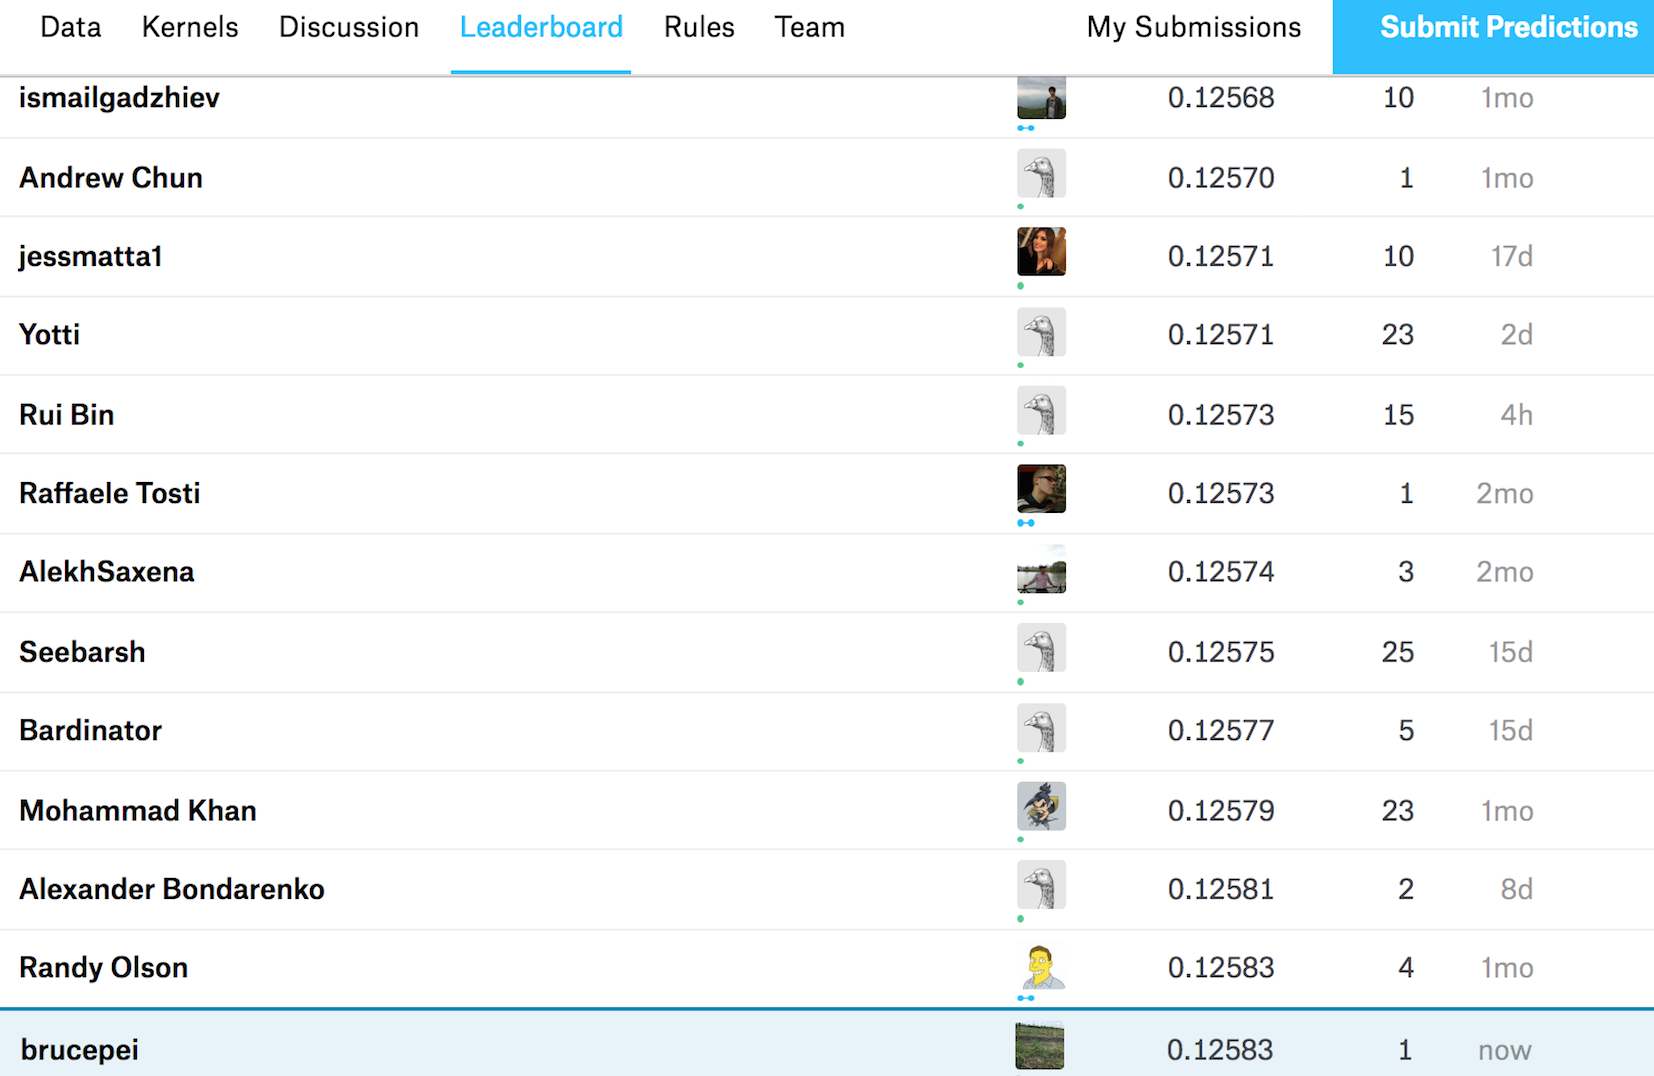 Data Kernels Discussion Leaderboard Rules Team My Submissions Submit Predictions
ismailgadzhiev 0.12568 10 1mo
Andrew Chun 0.12570 1 1mo
jessmatta1 0.12571 10 17d
Yotti 0.12571 23 2d
Rui Bin 0.12573 15 4h
Raffaele Tosti 0.12573 1 2mo
AlekhSaxena 0.12574 3 2mo
Seebarsh 0.12575 25 15d
Bardinator 0.12577 5 15d
Mohammad Khan 0.12579 23 1mo
Alexander Bondarenko 0.12581 2 8d
Randy Olson 0.12583 4 1mo
brucepei 0.12583 1 now